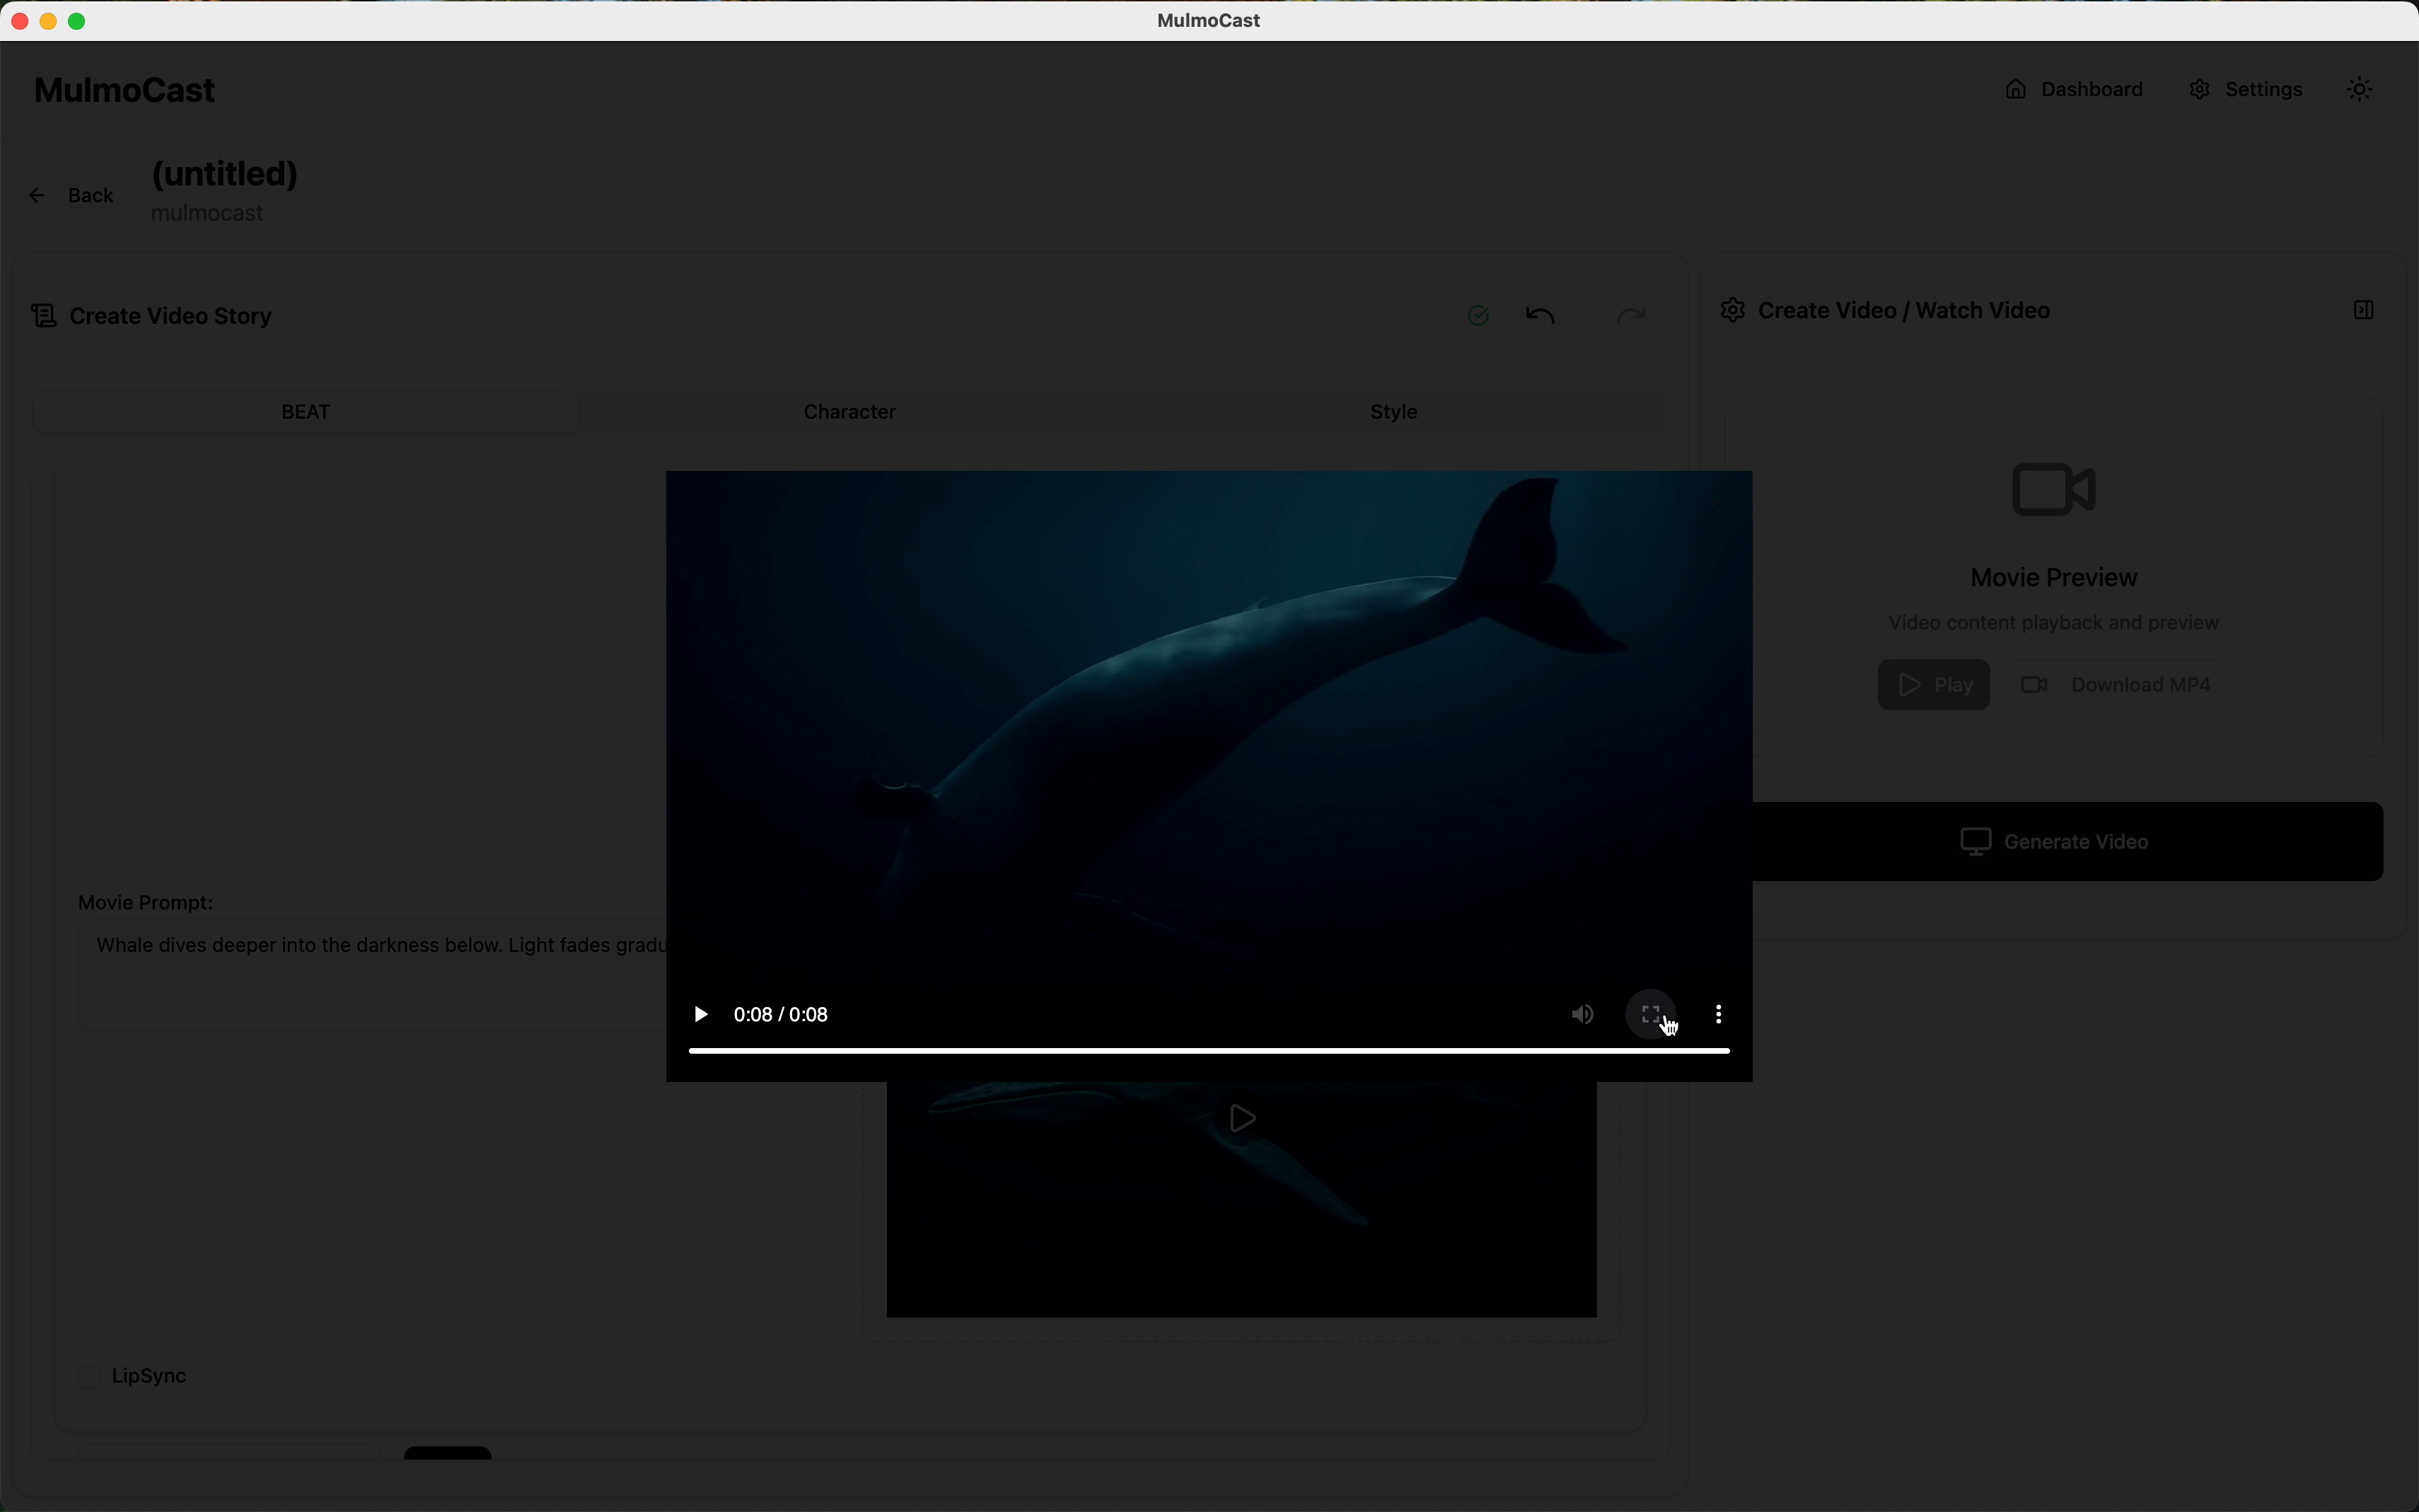 MulmoCast
MulmoCast
Dashboard
Settings
Back
(untitled)
mulmocast
Create Video Story
BEAT
Character
Style
Movie Prompt:
Whale dives deeper into the darkness below. Light fades
0:08 / 0:08
LipSync
Create Video / Watch Video
Movie Preview
Video content playback and preview
Play
Download MP4
Generate Video